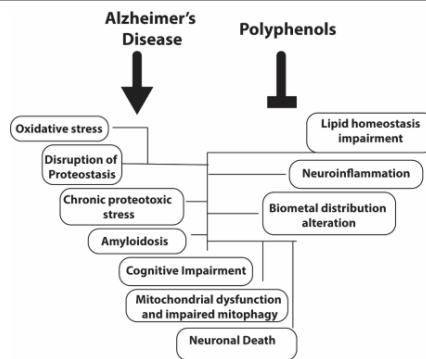 Alzheimer's
Disease
Polyphenols
Oxidative stress
Disruption of
Proteostasis
Chronic proteotoxic
stress
Amyloidosis
Cognitive Impairment
Mitochondrial dysfunction
and impaired mitophagy
Neuronal Death
Lipid homeostasis
impairment
Neuroinflammation
Biometal distribution
alteration